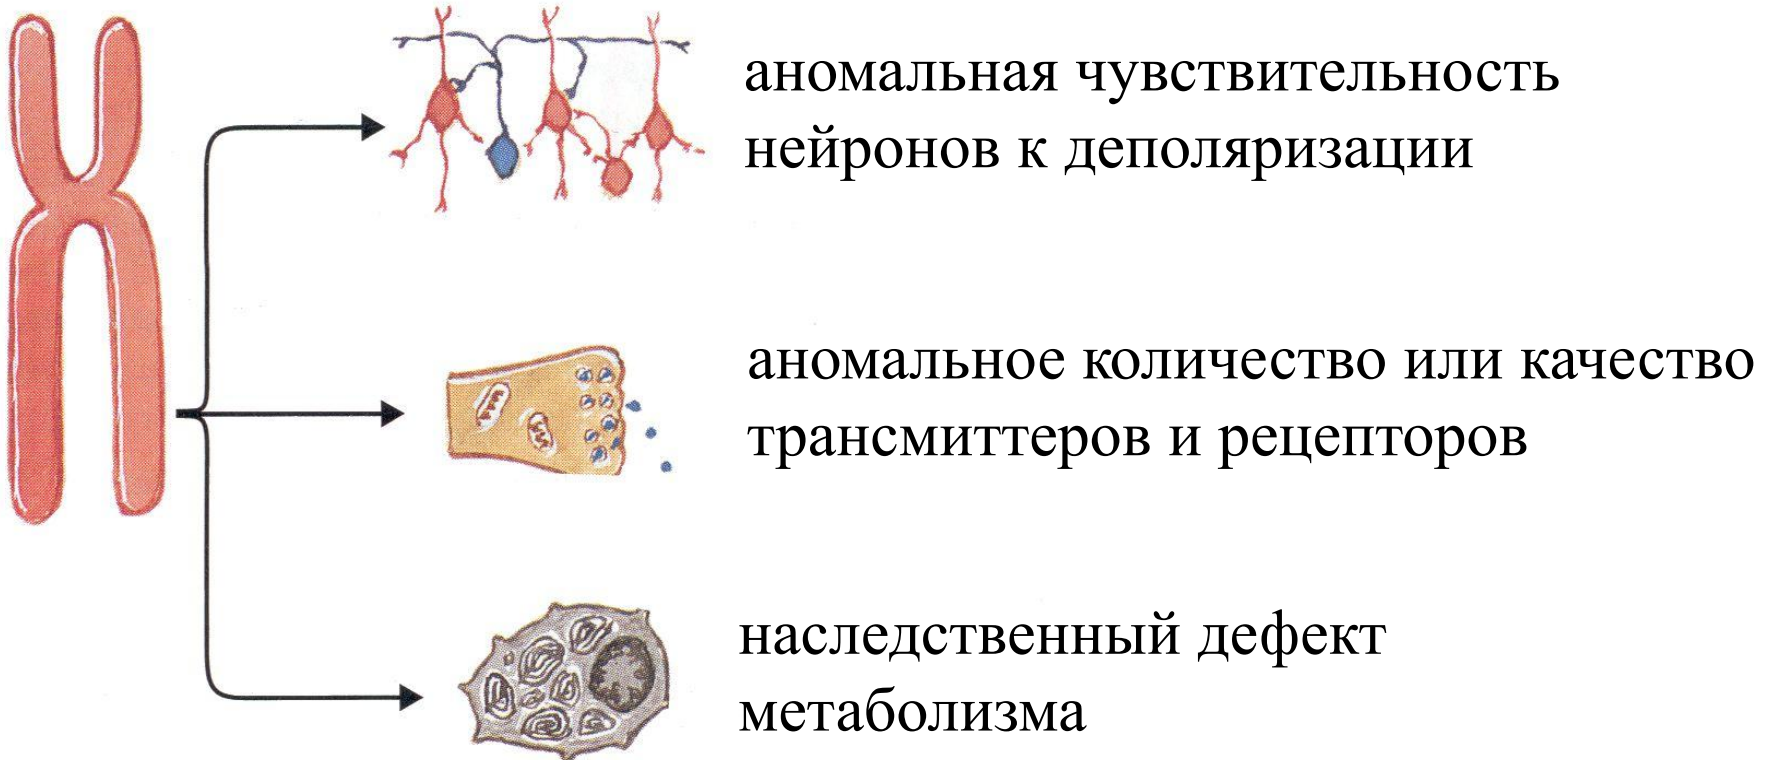 аномальная чувствительность
нейронов к деполяризации
аномальное количество или качество
трансмиттеров и рецепторов
наследственный дефект
метаболизма